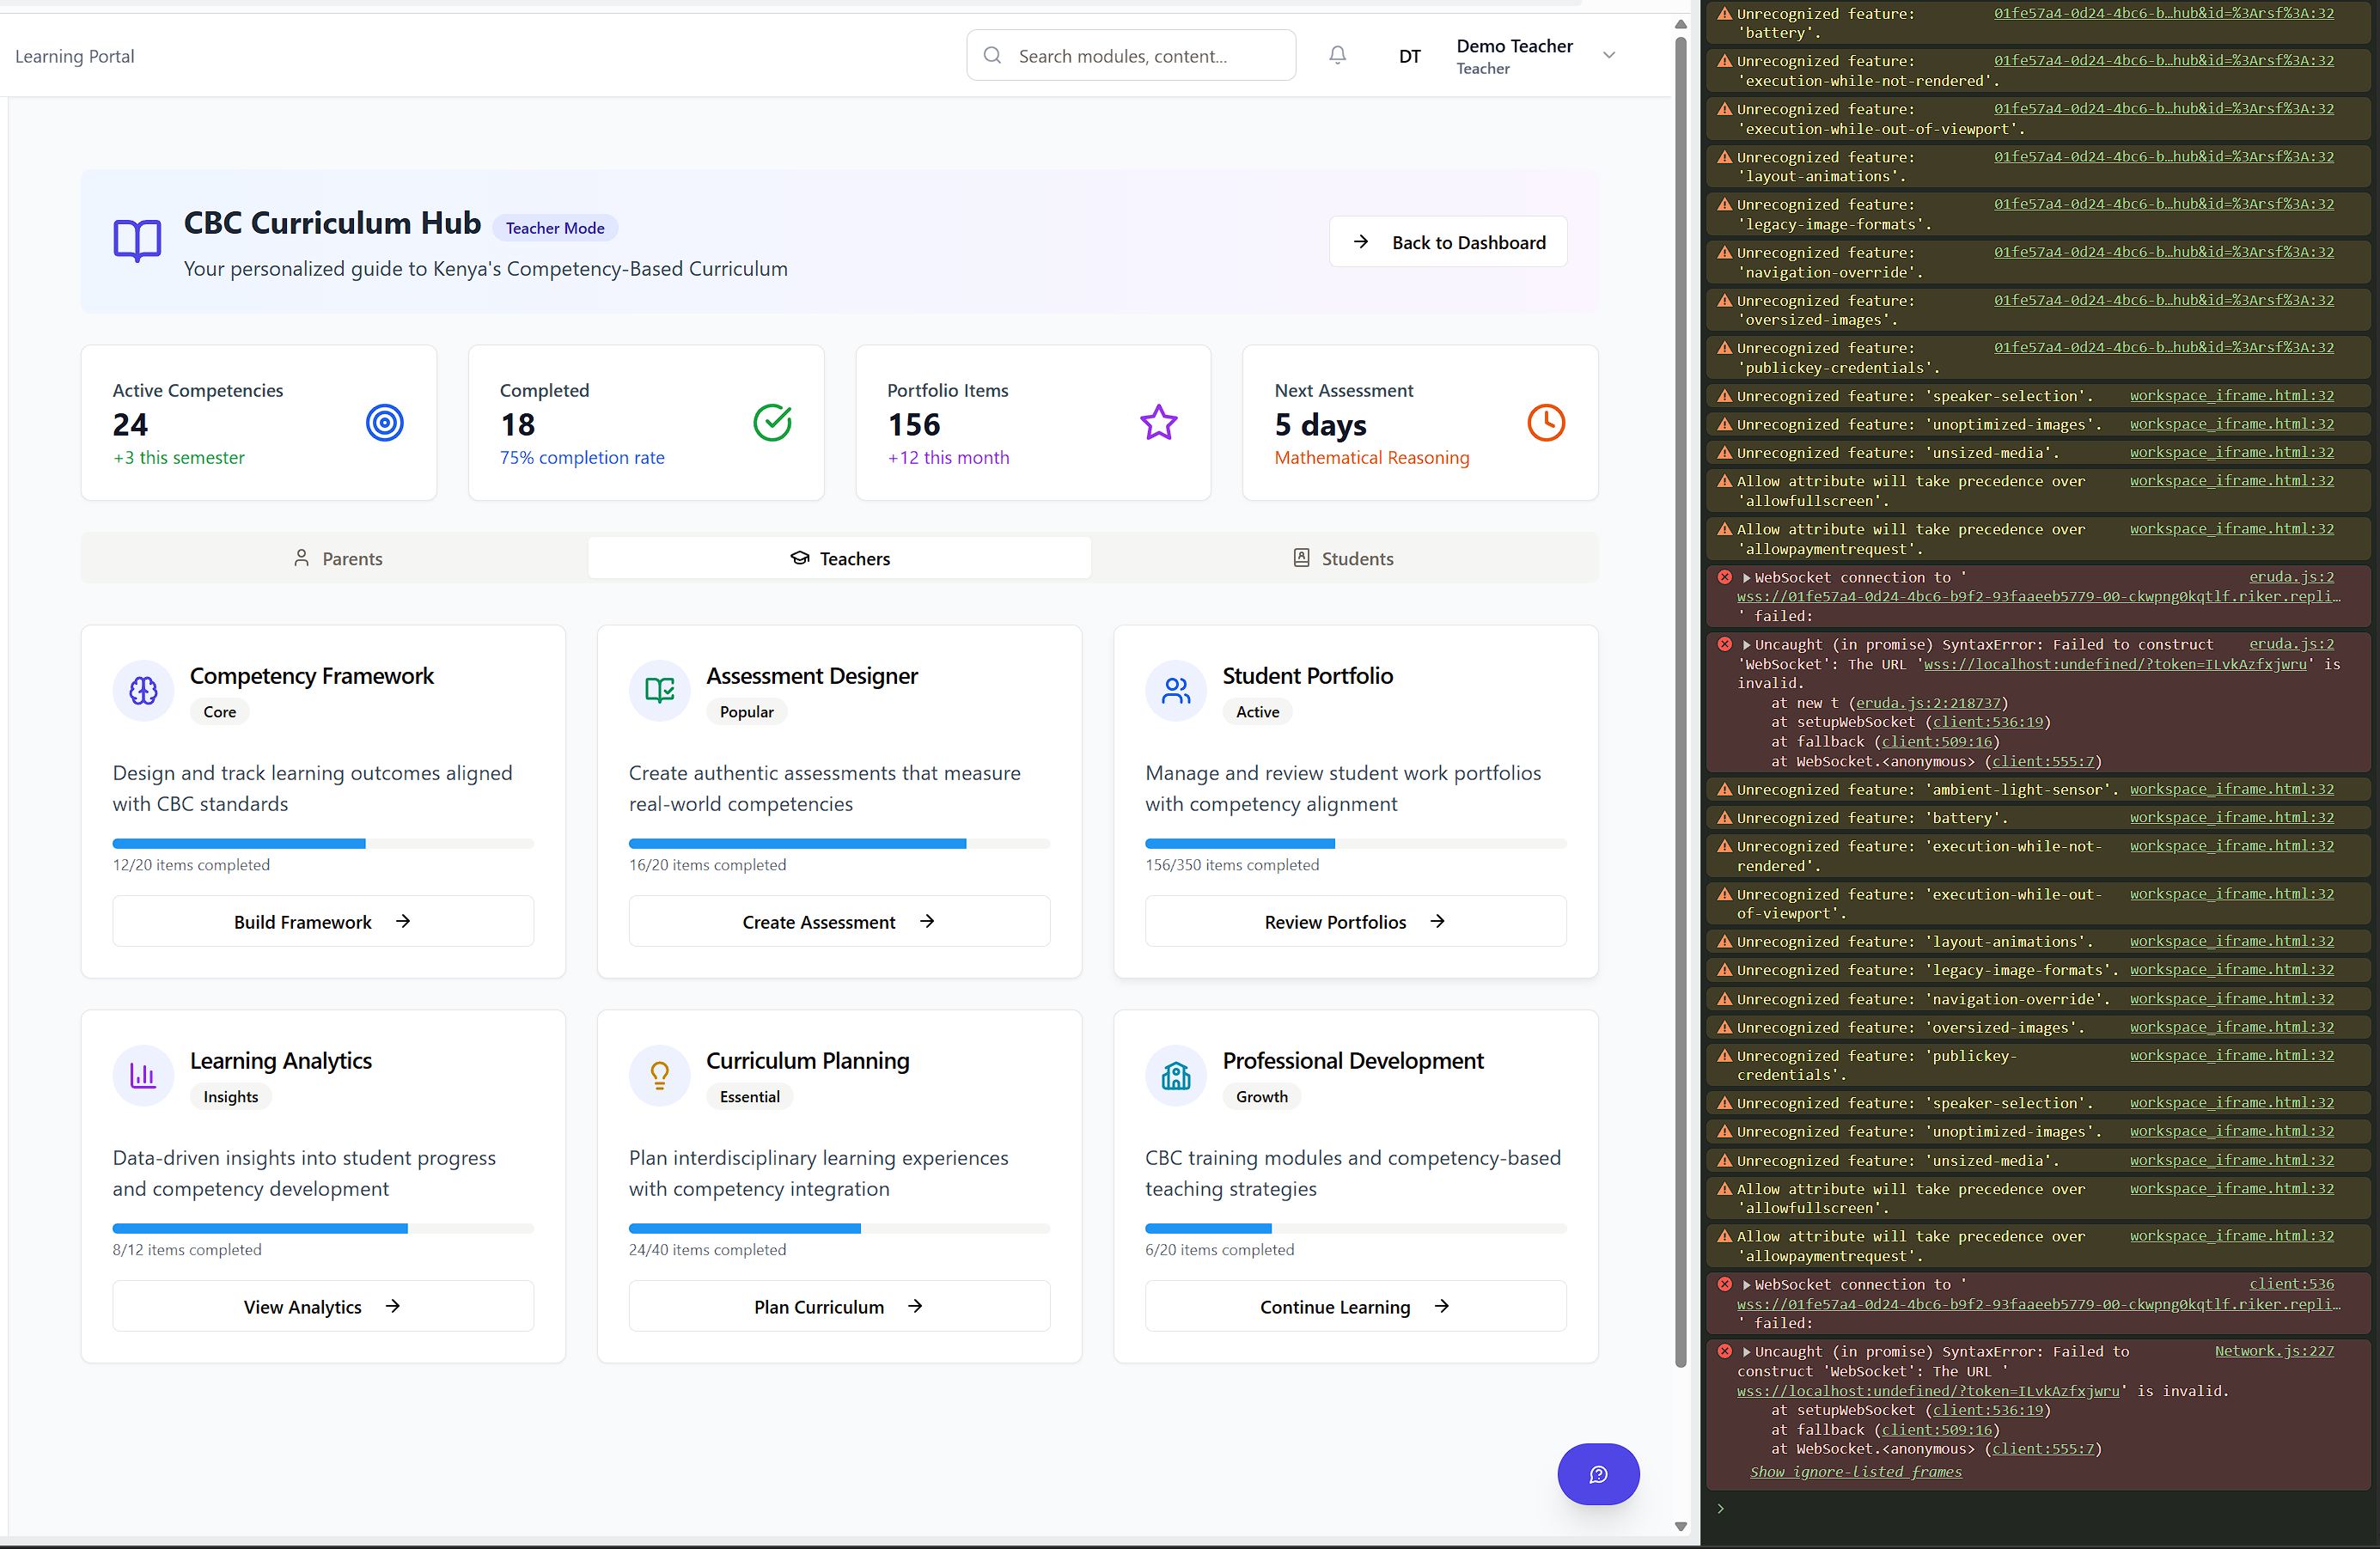 Learning Portal
Search modules, content...
DT
Demo Teacher
Teacher
CBC Curriculum Hub
Teacher Mode
Your personalized guide to Kenya's Competency-Based Curriculum
Back to Dashboard
Active Competencies
24
+3 this semester
Completed
18
75% completion rate
Portfolio Items
156
+12 this month
Next Assessment
5 days
Mathematical Reasoning
Parents
Teachers
Students
Competency Framework
Core
Design and track learning outcomes aligned
with CBC standards
12/20 items completed
Build Framework
Assessment Designer
Popular
Create authentic assessments that measure
real-world competencies
16/20 items completed
Create Assessment
Student Portfolio
Active
Manage and review student work portfolios
with competency alignment
156/350 items completed
Review Portfolios
Learning Analytics
Insights
Data-driven insights into student progress
and competency development
8/12 items completed
View Analytics
Curriculum Planning
Essential
Plan interdisciplinary learning experiences
with competency integration
24/40 items completed
Plan Curriculum
Professional Development
Growth
CBC training modules and competency-based
teaching strategies
6/20 items completed
Continue Learning
Unrecognized feature: 01fe57a4-0d24-4bc6-b…hub&id=%3Arsf%3A:32
'battery'.
Unrecognized feature: 01fe57a4-0d24-4bc6-b…hub&id=%3Arsf%3A:32
'execution-while-not-rendered'.
Unrecognized feature: 01fe57a4-0d24-4bc6-b…hub&id=%3Arsf%3A:32
'execution-while-out-of-viewport'.
Unrecognized feature: 01fe57a4-0d24-4bc6-b…hub&id=%3Arsf%3A:32
'layout-animations'.
Unrecognized feature: 01fe57a4-0d24-4bc6-b…hub&id=%3Arsf%3A:32
'legacy-image-formats'.
Unrecognized feature: 01fe57a4-0d24-4bc6-b…hub&id=%3Arsf%3A:32
'navigation-override'.
Unrecognized feature: 01fe57a4-0d24-4bc6-b…hub&id=%3Arsf%3A:32
'oversized-images'.
Unrecognized feature: 01fe57a4-0d24-4bc6-b…hub&id=%3Arsf%3A:32
'publickey-credentials'.
Unrecognized feature: 'speaker-selection'. workspace_iframe.html:32
Unrecognized feature: 'unoptimized-images'. workspace_iframe.html:32
Unrecognized feature: 'unsized-media'. workspace_iframe.html:32
Allow attribute will take precedence over workspace_iframe.html:32
'allowfullscreen'.
Allow attribute will take precedence over workspace_iframe.html:32
'allowpaymentrequest'.
WebSocket connection to ' eruda.js:2
wss://01fe57a4-0d24-4bc6-b9f2-93faaeeb5779-00-ckwpng0kqtlf.riker.repli…
' failed:
Uncaught (in promise) SyntaxError: Failed to construct eruda.js:2
'WebSocket': The URL 'wss://localhost:undefined/?token=ILvkAzfxjwru' is
invalid.
at new t (eruda.js:2:218737)
at setupWebSocket (client:536:19)
at fallback (client:509:16)
at WebSocket.<anonymous> (client:555:7)
Unrecognized feature: 'ambient-light-sensor'. workspace_iframe.html:32
Unrecognized feature: 'battery'. workspace_iframe.html:32
Unrecognized feature: 'execution-while-not- workspace_iframe.html:32
rendered'.
Unrecognized feature: 'execution-while-out- workspace_iframe.html:32
of-viewport'.
Unrecognized feature: 'layout-animations'. workspace_iframe.html:32
Unrecognized feature: 'legacy-image-formats'. workspace_iframe.html:32
Unrecognized feature: 'navigation-override'. workspace_iframe.html:32
Unrecognized feature: 'oversized-images'. workspace_iframe.html:32
Unrecognized feature: 'publickey- workspace_iframe.html:32
credentials'.
Unrecognized feature: 'speaker-selection'. workspace_iframe.html:32
Unrecognized feature: 'unoptimized-images'. workspace_iframe.html:32
Unrecognized feature: 'unsized-media'. workspace_iframe.html:32
Allow attribute will take precedence over workspace_iframe.html:32
'allowfullscreen'.
Allow attribute will take precedence over workspace_iframe.html:32
'allowpaymentrequest'.
WebSocket connection to ' client:536
wss://01fe57a4-0d24-4bc6-b9f2-93faaeeb5779-00-ckwpng0kqtlf.riker.repli…
' failed:
Uncaught (in promise) SyntaxError: Failed to Network.js:227
construct 'WebSocket': The URL '
wss://localhost:undefined/?token=ILvkAzfxjwru' is invalid.
at setupWebSocket (client:536:19)
at fallback (client:509:16)
at WebSocket.<anonymous> (client:555:7)
Show ignore-listed frames